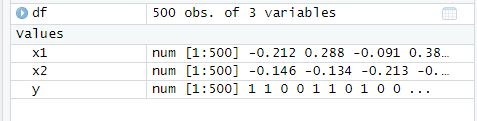 df 500 obs. of 3 variables
Values
x1 num [1:500] -0.212 0.288 -0.091 0.38…
x2 num [1:500] -0.146 -0.134 -0.213 -0.…
y num [1:500] 1 1 0 0 1 1 0 1 0 0 ...